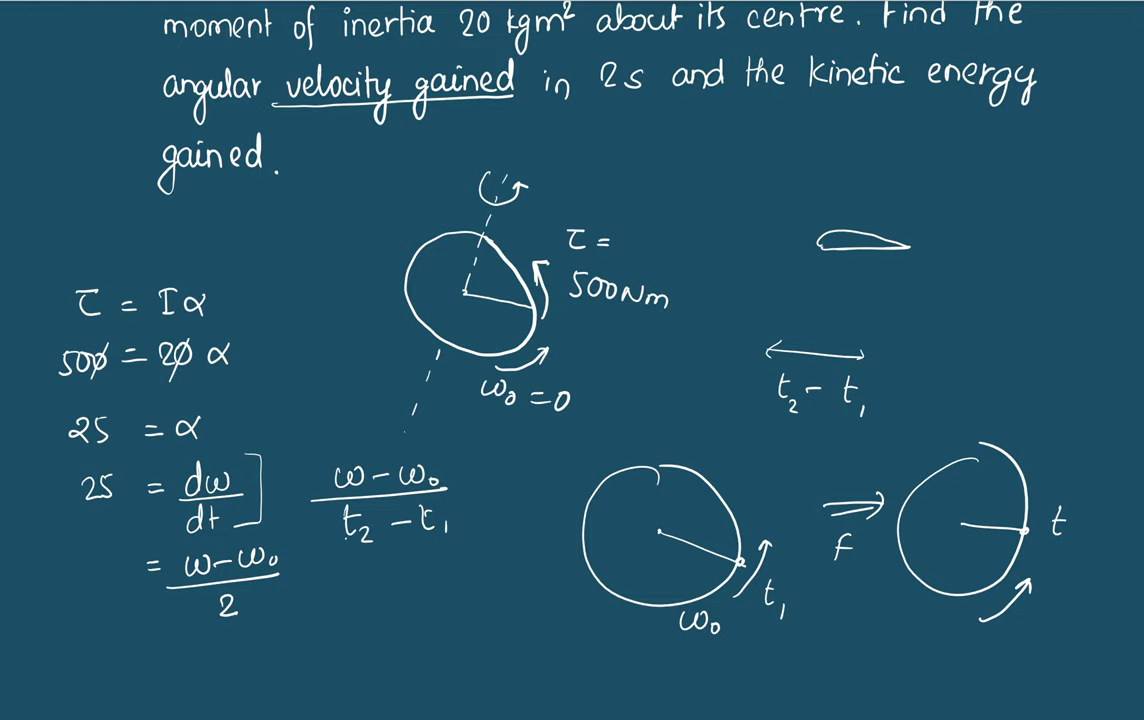 moment of inertia 20 kgm² about its centre. Find the
angular velocity gained in 2s and the kinetic energy
gained.
τ =
500Nm
ω₀ = 0
τ = Iα
500 = 20 α
25 = α
25 = dω/dt
= ω - ω₀ / 2
ω - ω₀ / t₂ - t₁
t₂ - t₁
ω₀
t₁
f
t